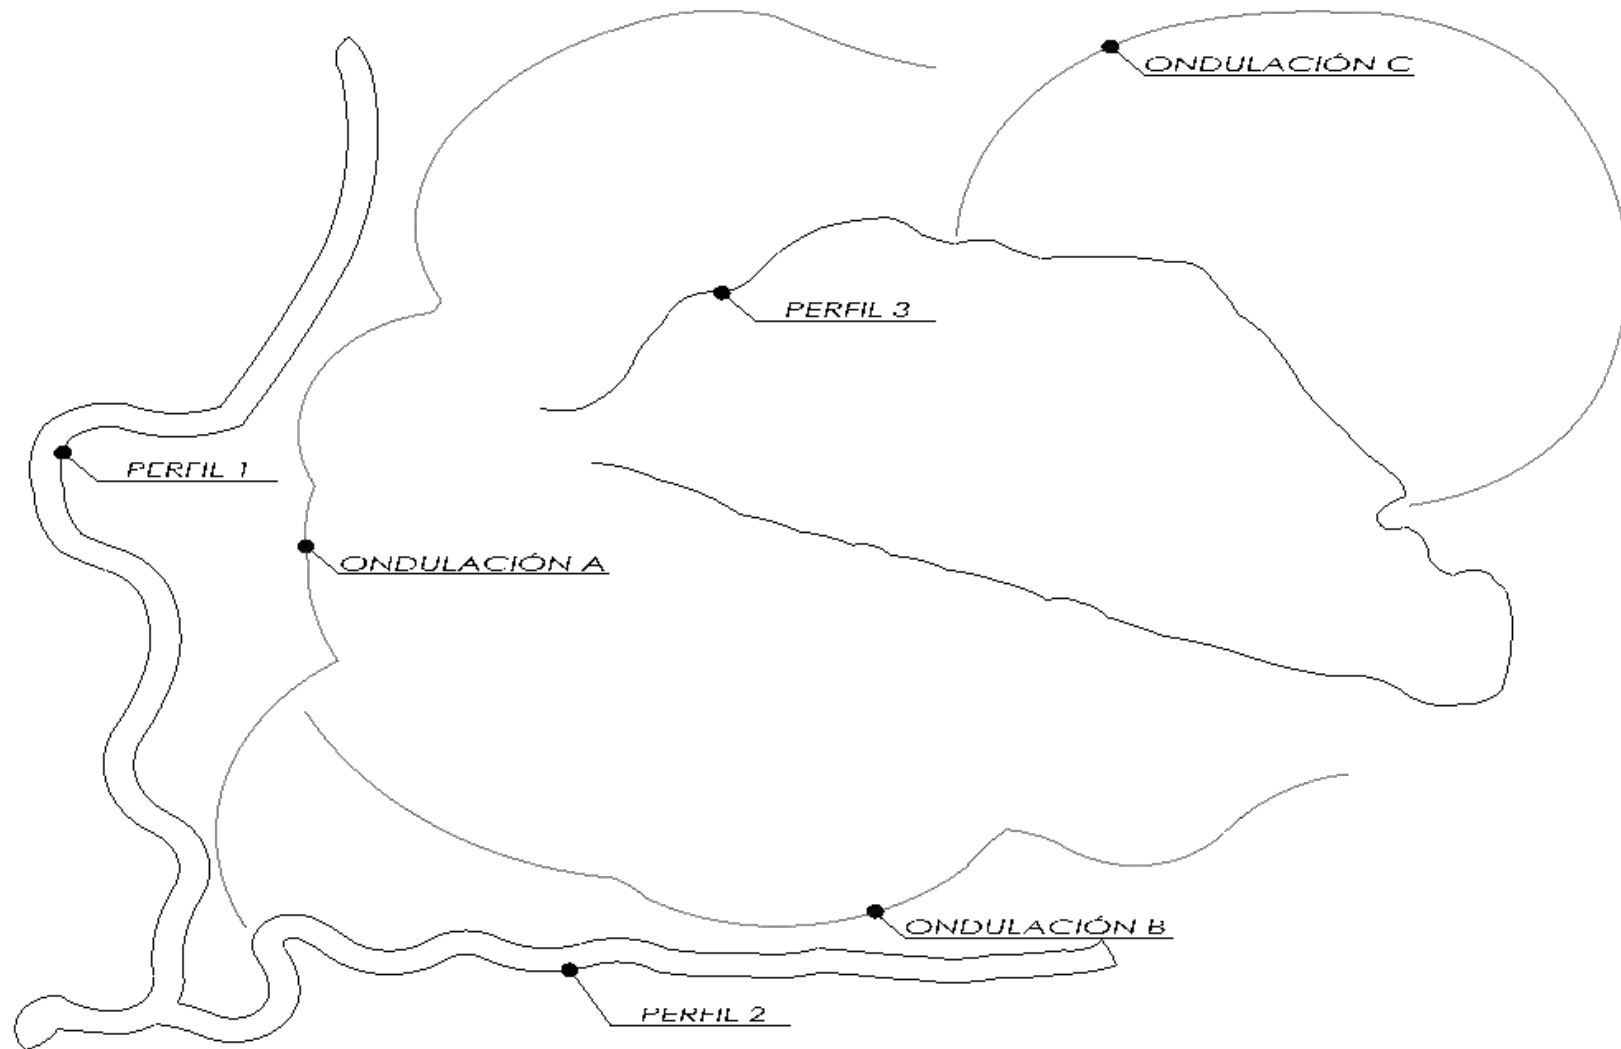 ONDULACIÓN C
PERFIL 3
PERFIL 1
ONDULACIÓN A
ONDULACIÓN B
PERFIL 2